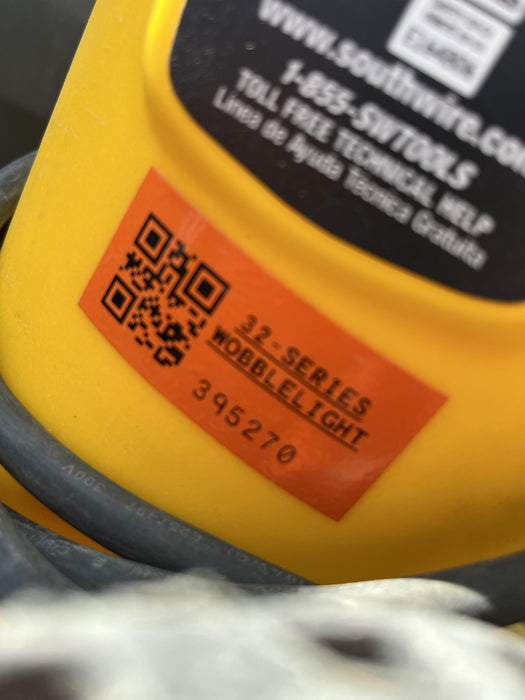 www.southwire.com
1-855-SWTOOLS
TOLL FREE TECHNICAL HELP
Línea de Ayuda Técnica Gratuita
32-SERIES
WOBBLELIGHT
395270
300V